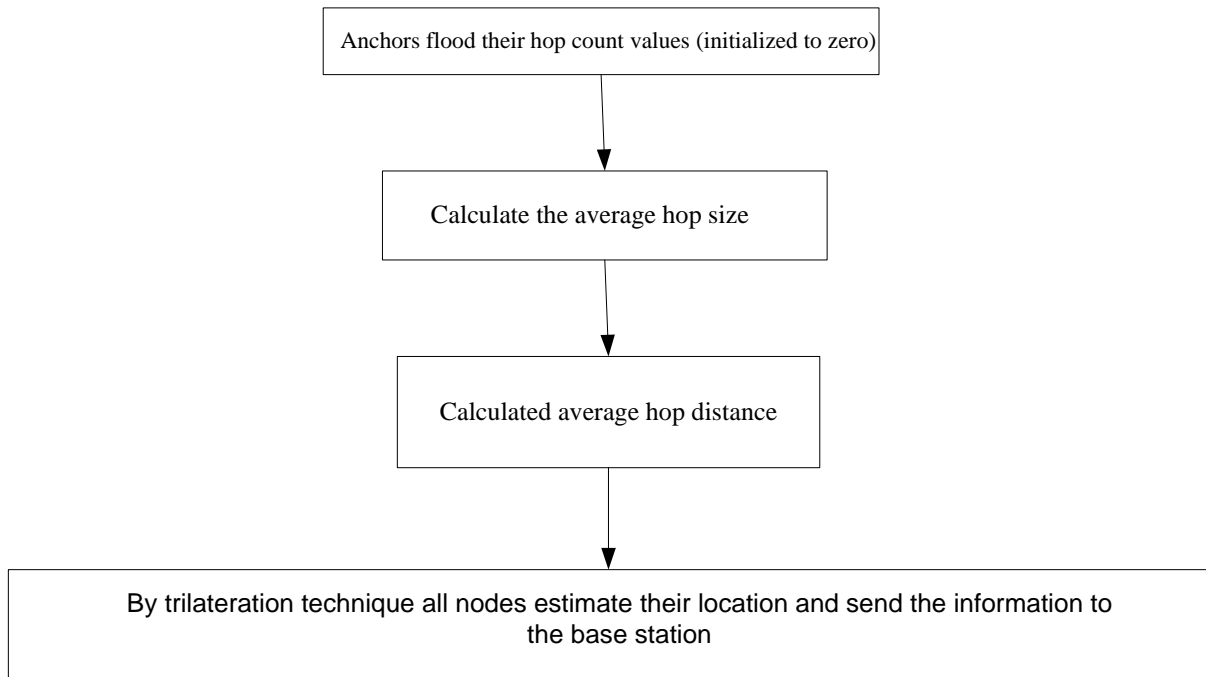 Anchors flood their hop count values (initialized to zero)
Calculate the average hop size
Calculated average hop distance
By trilateration technique all nodes estimate their location and send the information to
the base station